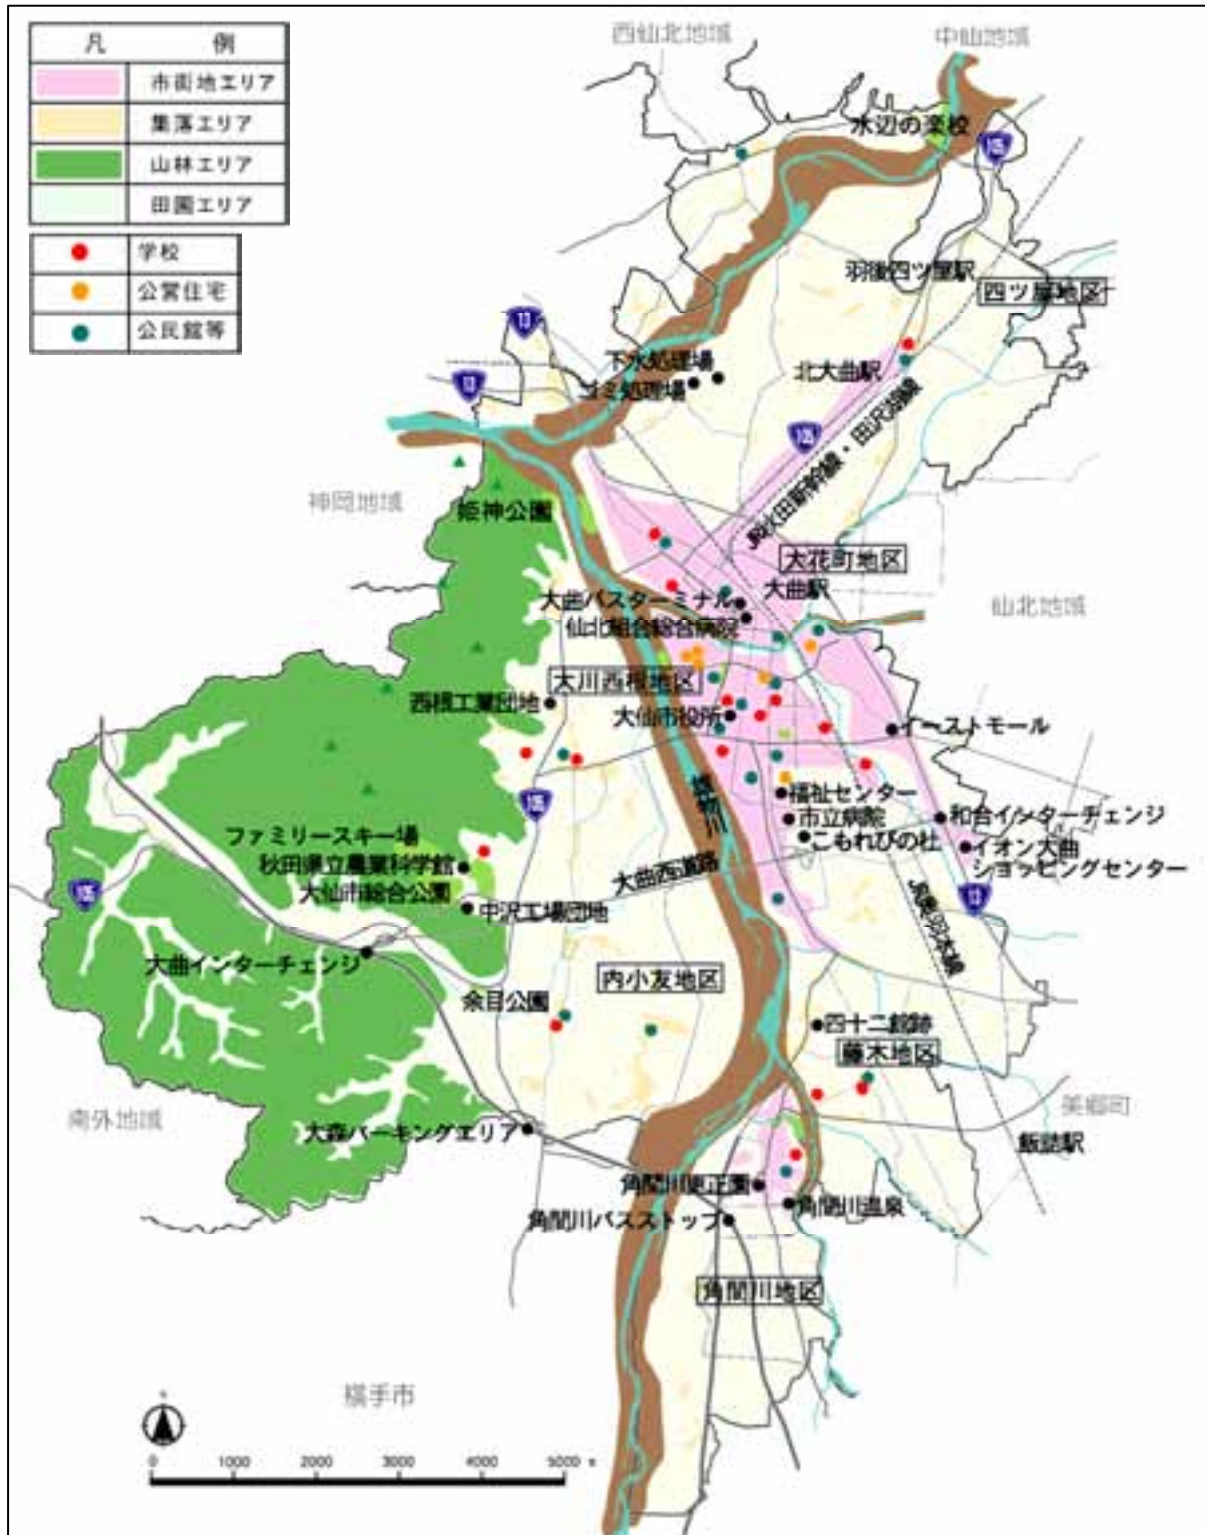 凡 例
市街地エリア
集落エリア
山林エリア
田園エリア
学校
公営住宅
公民館等
西仙北地域
中仙地域
水辺の楽校
105
羽後四ツ屋駅
四ツ屋地区
13
下水処理場
北大曲駅
13
ゴミ処理場
105
JR秋田新幹線・田沢湖線
神岡地域
姫神公園
大花町地区
大曲駅
大曲バスターミナル
仙北地域
仙北組合総合病院
大川西根地区
西根工業団地
大仙市役所
イーストモール
雄物川
105
福祉センター
市立病院
和合インターチェンジ
こもれびの杜
ファミリースキー場
イオン大曲
ショッピングセンター
秋田県立農業科学館
大曲西道路
大仙市総合公園
105
13
中沢工場団地
JR奥羽本線
大曲インターチェンジ
内小友地区
余目公園
四十二館跡
藤木地区
南外地域
美郷町
大森パーキングエリア
飯詰駅
角間川更正園
角間川温泉
角間川バスストップ
角間川地区
横手市
0 1000 2000 3000 4000 5000